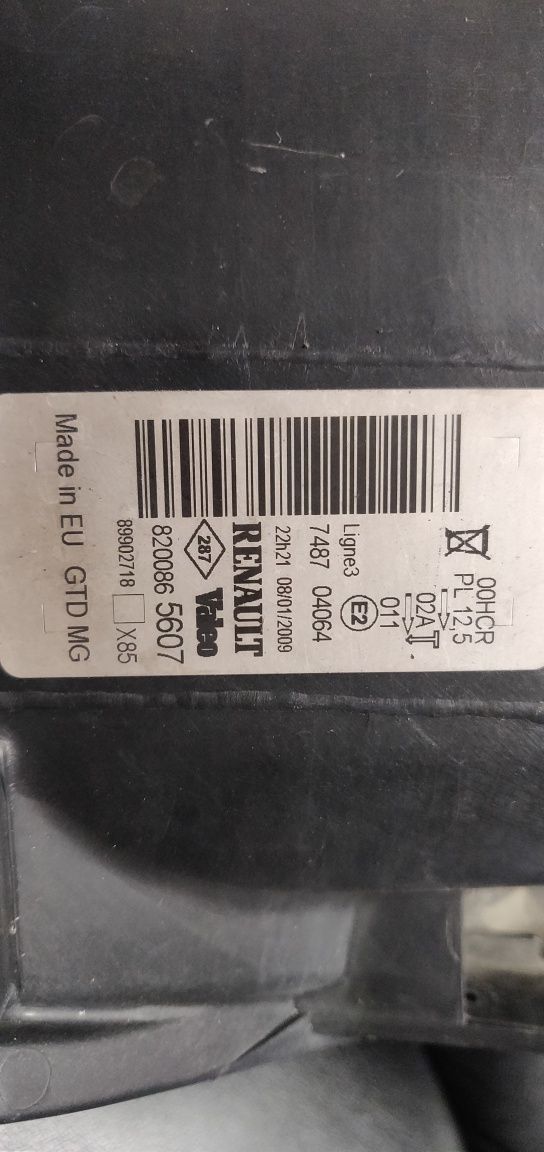 00HCR
PL 12,5
02A
011
E2
Ligne3
7487 04064
22h21 08/01/2009
RENAULT
287 Valeo
820086 5607
89902718 X85
Made in EU GTD MG